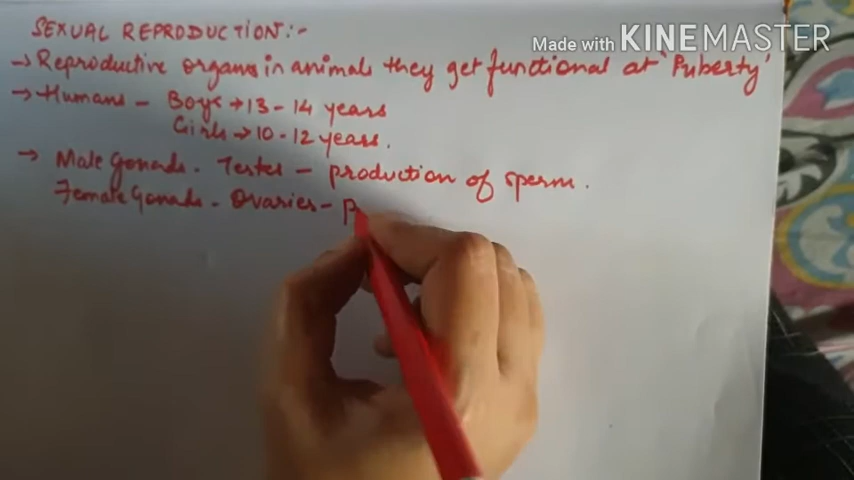 Made with KINEMASTER
SEXUAL REPRODUCTION:-
→ Reproductive organs in animals they get functional at 'Puberty'
→ Humans - Boys → 13 - 14 years
Girls → 10 - 12 years.
→ Male Gonads - Testes - production of sperm.
Female Gonads - Ovaries - p